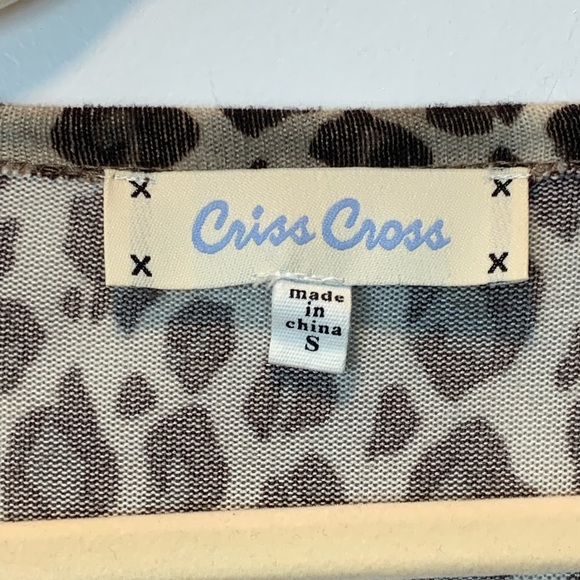 x x
Criss Cross
x x
made
in
china
S